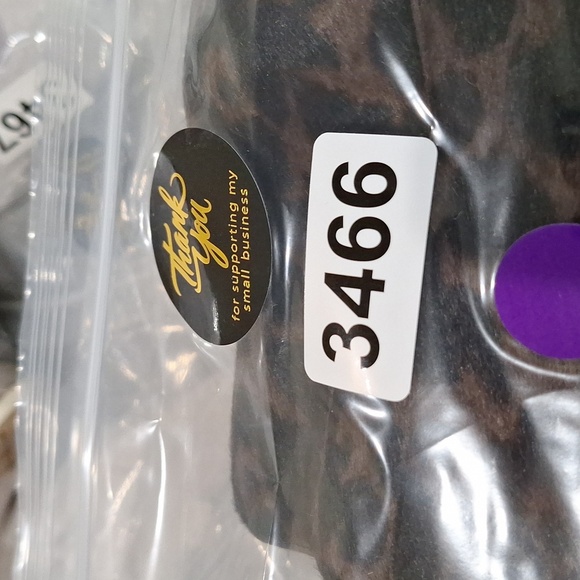 Thank
you
for supporting my
small business
3466